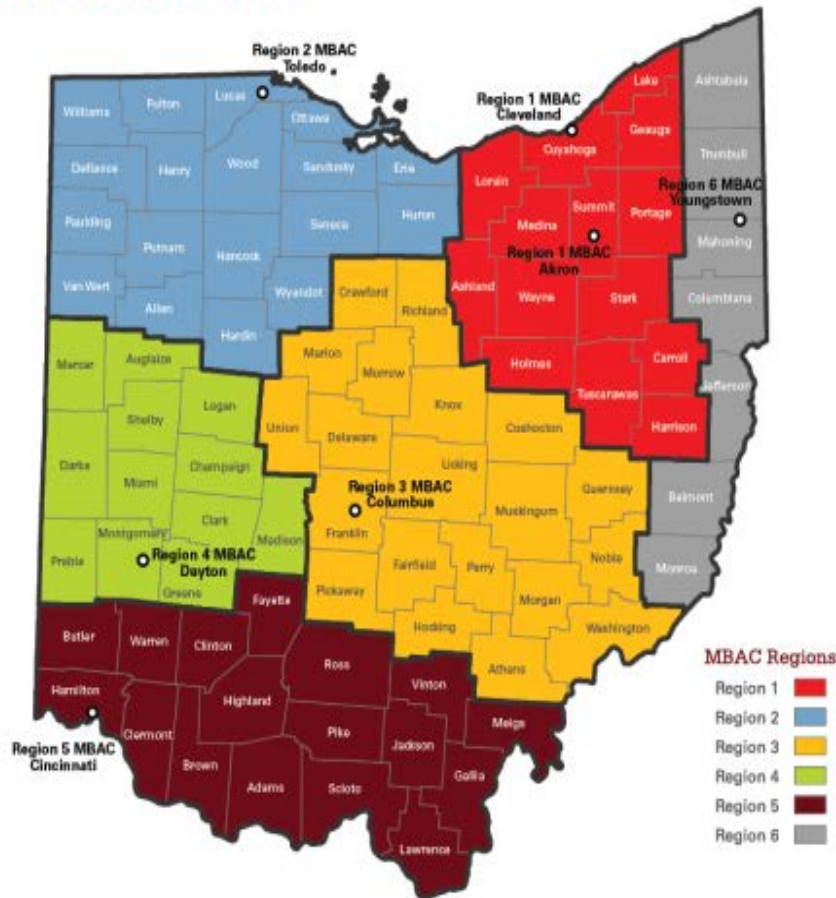 Region 2 MBAC
Toledo
Region 1 MBAC
Cleveland
Lake
Ashtabula
Williams
Fulton
Lucas
Ottawa
Geauga
Cuyahoga
Trumbull
Defiance
Henry
Wood
Sandusky
Erie
Lorain
Region 6 MBAC
Youngstown
Medina
Summit
Portage
Paulding
Seneca
Huron
Mahoning
Putnam
Hancock
Region 1 MBAC
Akron
Van Wert
Wyandot
Crawford
Ashland
Wayne
Stark
Columbiana
Allen
Richland
Hardin
Marion
Holmes
Carroll
Mercer
Auglaize
Morrow
Jefferson
Tuscarawas
Logan
Knox
Shelby
Union
Delaware
Coshocton
Harrison
Darke
Champaign
Licking
Miami
Guernsey
Belmont
Region 3 MBAC
Columbus
Muskingum
Clark
Montgomery
Franklin
Madison
Preble
Region 4 MBAC
Dayton
Fairfield
Perry
Noble
Monroe
Greene
Fayette
Pickaway
Morgan
Butler
Warren
Clinton
Hocking
Washington
Ross
Athens
Hamilton
Vinton
Highland
Meigs
Clermont
Pike
Jackson
Region 5 MBAC
Cincinnati
Brown
Gallia
Adams
Scioto
Lawrence
MBAC Regions
Region 1
Region 2
Region 3
Region 4
Region 5
Region 6